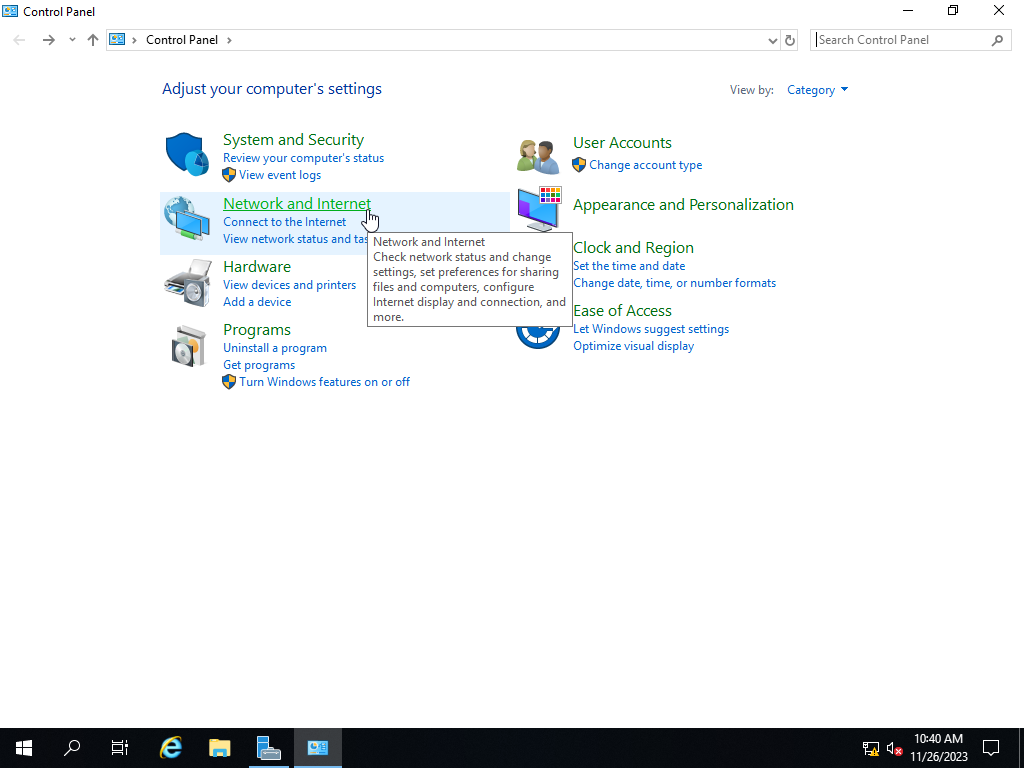 Control Panel
Control Panel
Search Control Panel
Adjust your computer's settings
View by: Category
System and Security
Review your computer's status
View event logs
Network and Internet
Connect to the Internet
View network status and
Network and Internet
Check network status and change
settings, set preferences for sharing
files and computers, configure
Internet display and connection, and
more.
Hardware
View devices and printers
Add a device
Programs
Uninstall a program
Get programs
Turn Windows features on or off
User Accounts
Change account type
Appearance and Personalization
Clock and Region
Set the time and date
Change date, time, or number formats
Ease of Access
Let Windows suggest settings
Optimize visual display
10:40 AM
11/26/2023